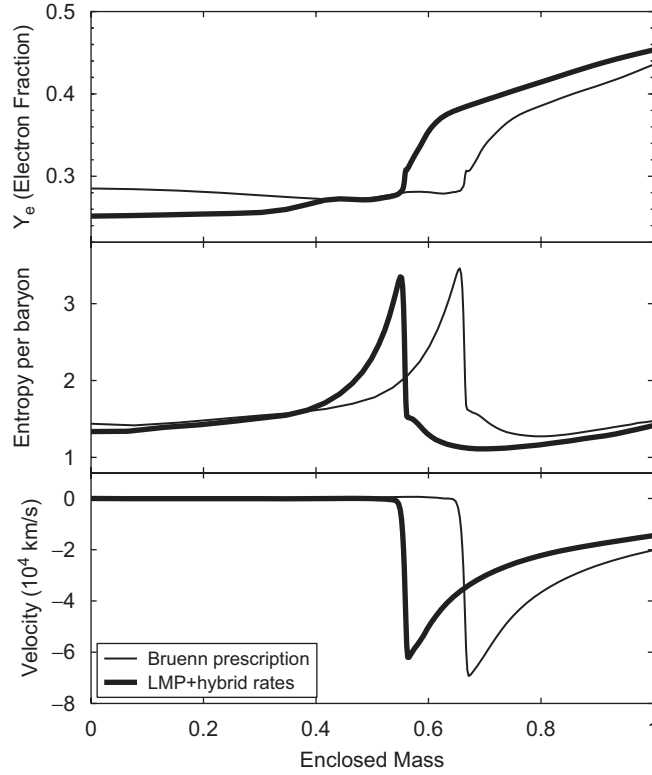 0.5
0.4
0.3
Y_e (Electron Fraction)
3
2
1
Entropy per baryon
0
−2
−4
−6
−8
Velocity (10^4 km/s)
Bruenn prescription
LMP+hybrid rates
0 0.2 0.4 0.6 0.8 1
Enclosed Mass